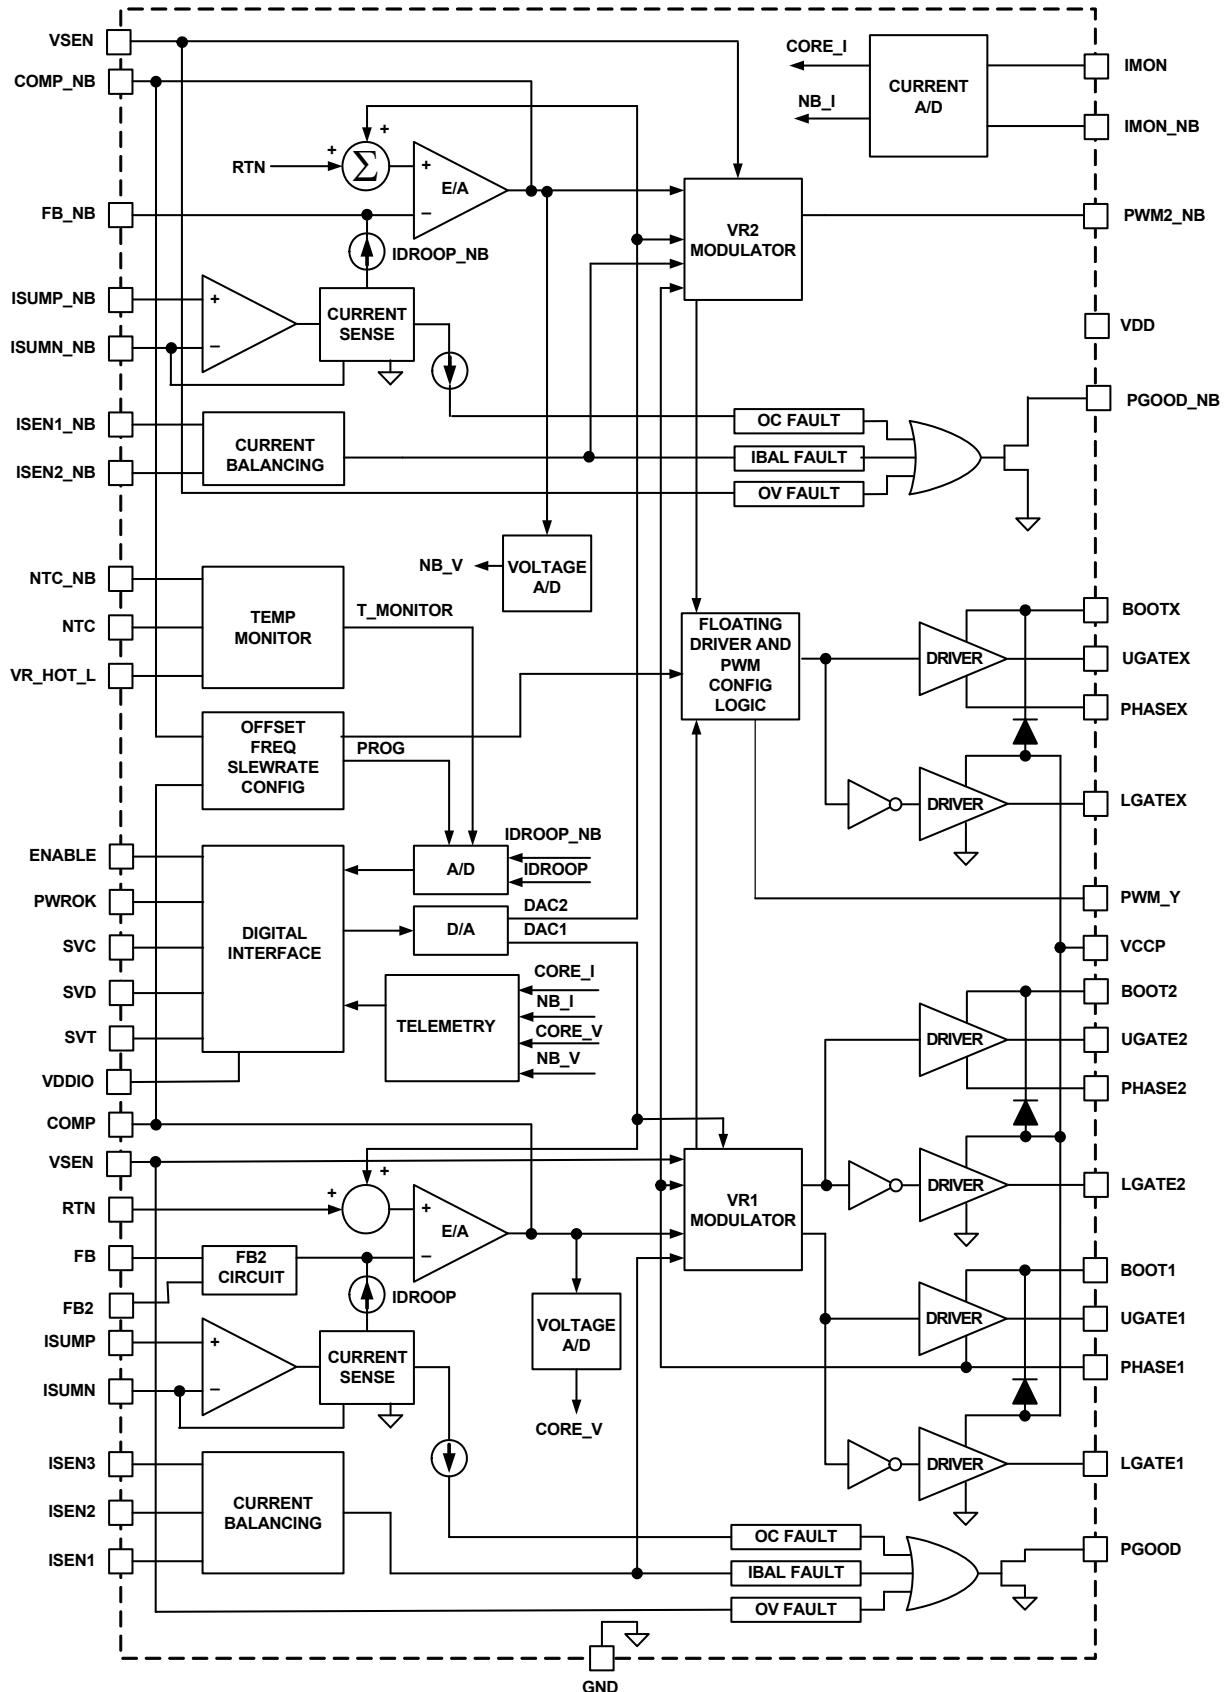 VSEN
COMP_NB
CORE_I
CURRENT
A/D
IMON
NB_I
IMON_NB
+
+
RTN
Σ
+
E/A
−
FB_NB
IDROOP_NB
VR2
MODULATOR
PWM2_NB
ISUMP_NB
+
−
ISUMN_NB
CURRENT
SENSE
VDD
PGOOD_NB
ISEN1_NB
ISEN2_NB
CURRENT
BALANCING
OC FAULT
IBAL FAULT
OV FAULT
NB_V
VOLTAGE
A/D
NTC_NB
NTC
VR_HOT_L
TEMP
MONITOR
T_MONITOR
FLOATING
DRIVER AND
PWM
CONFIG
LOGIC
DRIVER
BOOTX
UGATEX
PHASEX
OFFSET
FREQ
SLEWRATE
CONFIG
PROG
DRIVER
LGATEX
ENABLE
PWROK
SVC
SVD
SVT
VDDIO
DIGITAL
INTERFACE
A/D
IDROOP_NB
IDROOP
D/A
DAC2
DAC1
TELEMETRY
CORE_I
NB_I
CORE_V
NB_V
PWM_Y
VCCP
BOOT2
DRIVER
UGATE2
PHASE2
COMP
VSEN
RTN
+
+
+
E/A
−
VR1
MODULATOR
DRIVER
LGATE2
FB
FB2
FB2
CIRCUIT
IDROOP
BOOT1
DRIVER
UGATE1
PHASE1
ISUMP
ISUMN
+
−
CURRENT
SENSE
VOLTAGE
A/D
CORE_V
DRIVER
LGATE1
ISEN3
ISEN2
ISEN1
CURRENT
BALANCING
OC FAULT
IBAL FAULT
OV FAULT
PGOOD
GND